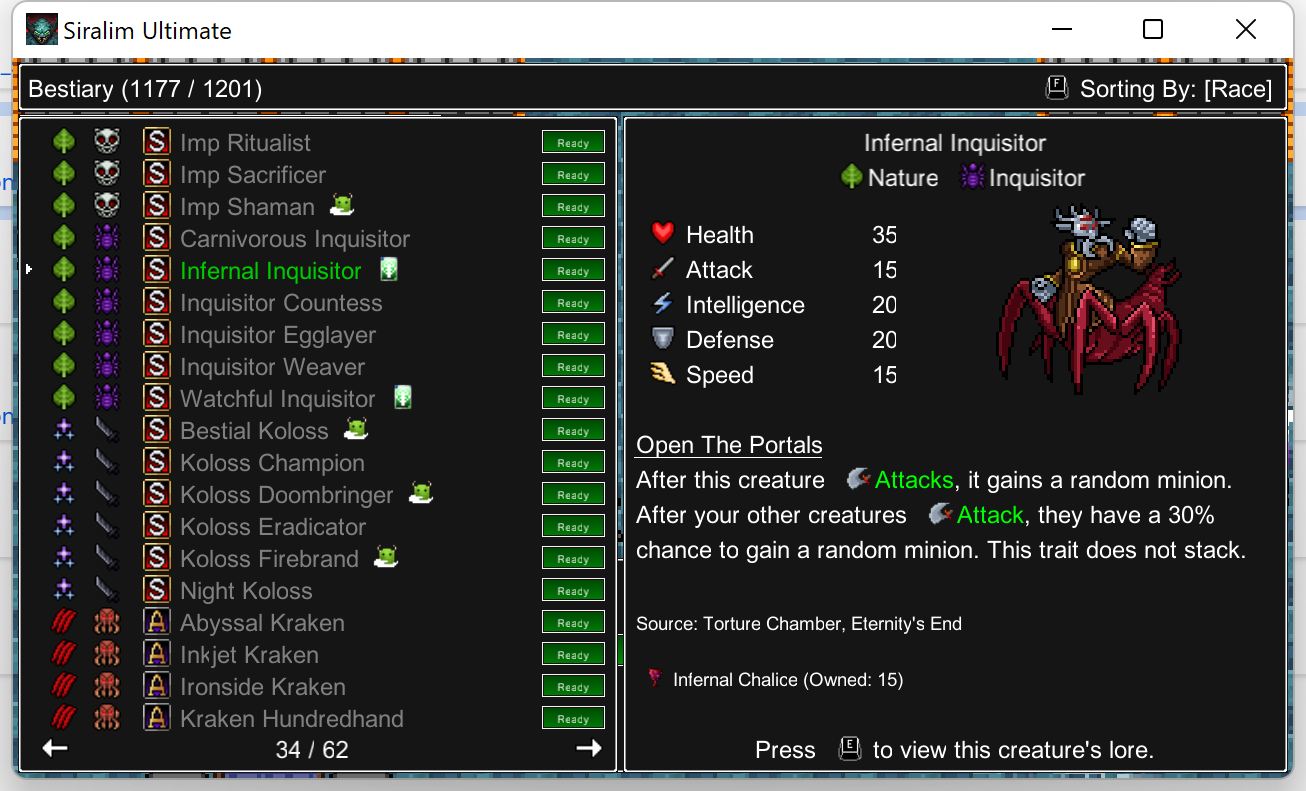 Siralim Ultimate
Bestiary (1177 / 1201)
F Sorting By: [Race]
S Imp Ritualist Ready
S Imp Sacrificer Ready
S Imp Shaman Ready
S Carnivorous Inquisitor Ready
S Infernal Inquisitor Ready
S Inquisitor Countess Ready
S Inquisitor Egglayer Ready
S Inquisitor Weaver Ready
S Watchful Inquisitor Ready
S Bestial Koloss Ready
S Koloss Champion Ready
S Koloss Doombringer Ready
S Koloss Eradicator Ready
S Koloss Firebrand Ready
S Night Koloss Ready
A Abyssal Kraken Ready
A Inkjet Kraken Ready
A Ironside Kraken Ready
A Kraken Hundredhand Ready
34 / 62
Infernal Inquisitor
Nature Inquisitor
Health 35
Attack 15
Intelligence 20
Defense 20
Speed 15
Open The Portals
After this creature Attacks, it gains a random minion.
After your other creatures Attack, they have a 30%
chance to gain a random minion. This trait does not stack.
Source: Torture Chamber, Eternity's End
Infernal Chalice (Owned: 15)
Press E to view this creature's lore.